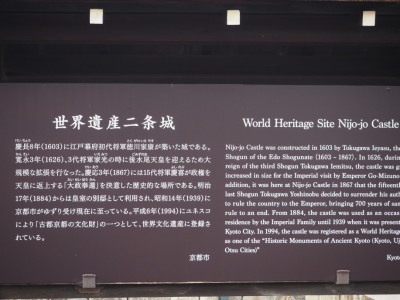 世界遺産二条城
慶長8年(1603)に江戸幕府初代将軍徳川家康が築いた城である。
寛永3年(1626)、3代将軍家光の時に後水尾天皇を迎えるため大
規模な拡張を行なった。慶応3年(1867)には15代将軍慶喜が政権を
天皇に返上する「大政奉還」を決意した歴史的な場所である。明治
17年(1884)からは皇室の別邸として利用され、昭和14年(1939)に
京都市がゆずり受け現在に至っている。平成6年(1994)にユネスコ
により「古都京都の文化財」の一つとして、世界文化遺産に登録さ
れている。
京都市
World Heritage Site Nijo-jo Castle
Nijo-jo Castle was constructed in 1603 by Tokugawa Ieyasu, the
Shogun of the Edo Shogunate (1603 - 1867). In 1626, during
reign of the third Shogun Tokugawa Iemitsu, the castle was g
increased in size for the Imperial visit by Emperor Go-Mizuno
addition, it was here at Nijo-jo Castle in 1867 that the fifteent
last Shogun Tokugawa Yoshinobu decided to surrender his auth
to rule the country to the Emperor, bringing 700 years of sam
rule to an end. From 1884, the castle was used as an occas
residence by the Imperial Family until 1939 when it was presente
Kyoto City. In 1994, the castle was registered as a World Heritag
as one of the “Historic Monuments of Ancient Kyoto (Kyoto, Uj
Otsu Cities)”
Kyoto